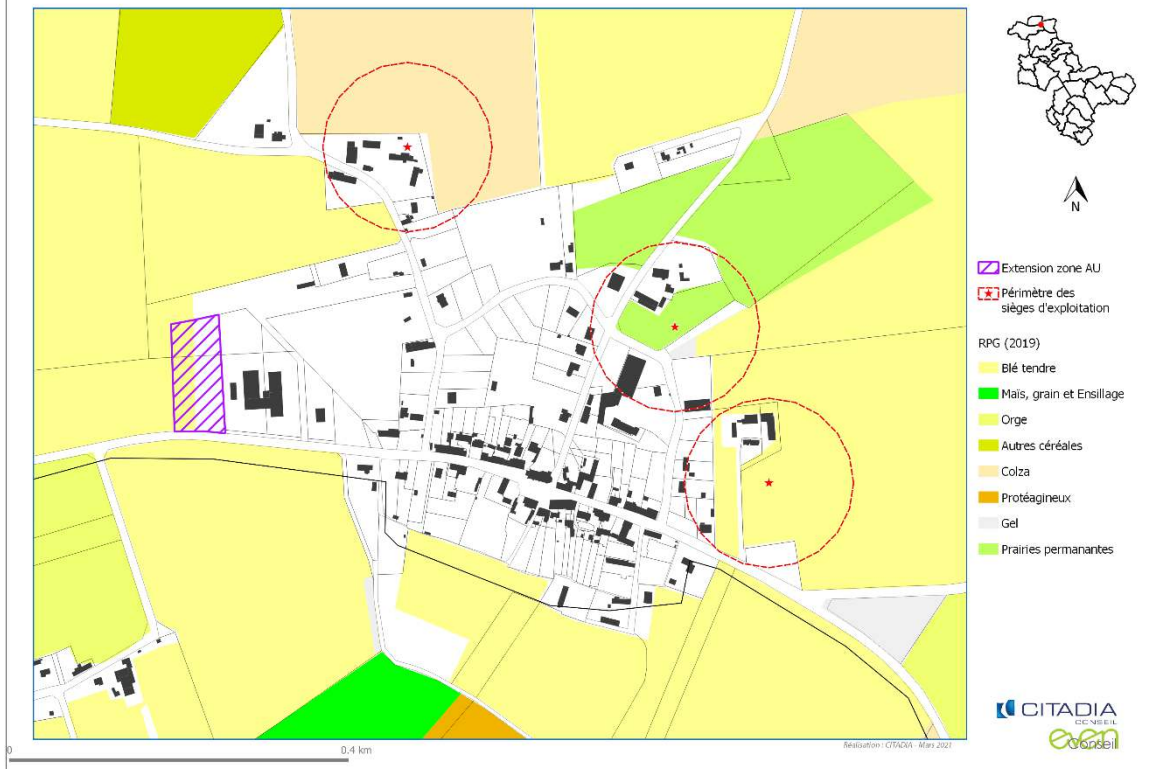 N
Extension zone AU
Périmètre des
sièges d'exploitation
RPG (2019)
Blé tendre
Maïs, grain et Ensillage
Orge
Autres céréales
Colza
Protéagineux
Gel
Prairies permanantes
CITADIA
CONSEIL
even
Conseil
0
0.4 km
Réalisation : CITADIA - Mars 2021